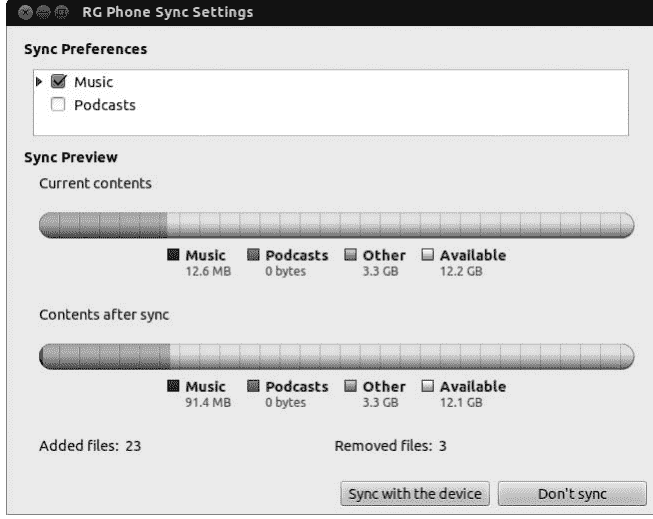 RG Phone Sync Settings
Sync Preferences
Music
Podcasts
Sync Preview
Current contents
Music Podcasts Other Available
12.6 MB 0 bytes 3.3 GB 12.2 GB
Contents after sync
Music Podcasts Other Available
91.4 MB 0 bytes 3.3 GB 12.1 GB
Added files: 23 Removed files: 3
Sync with the device Don't sync